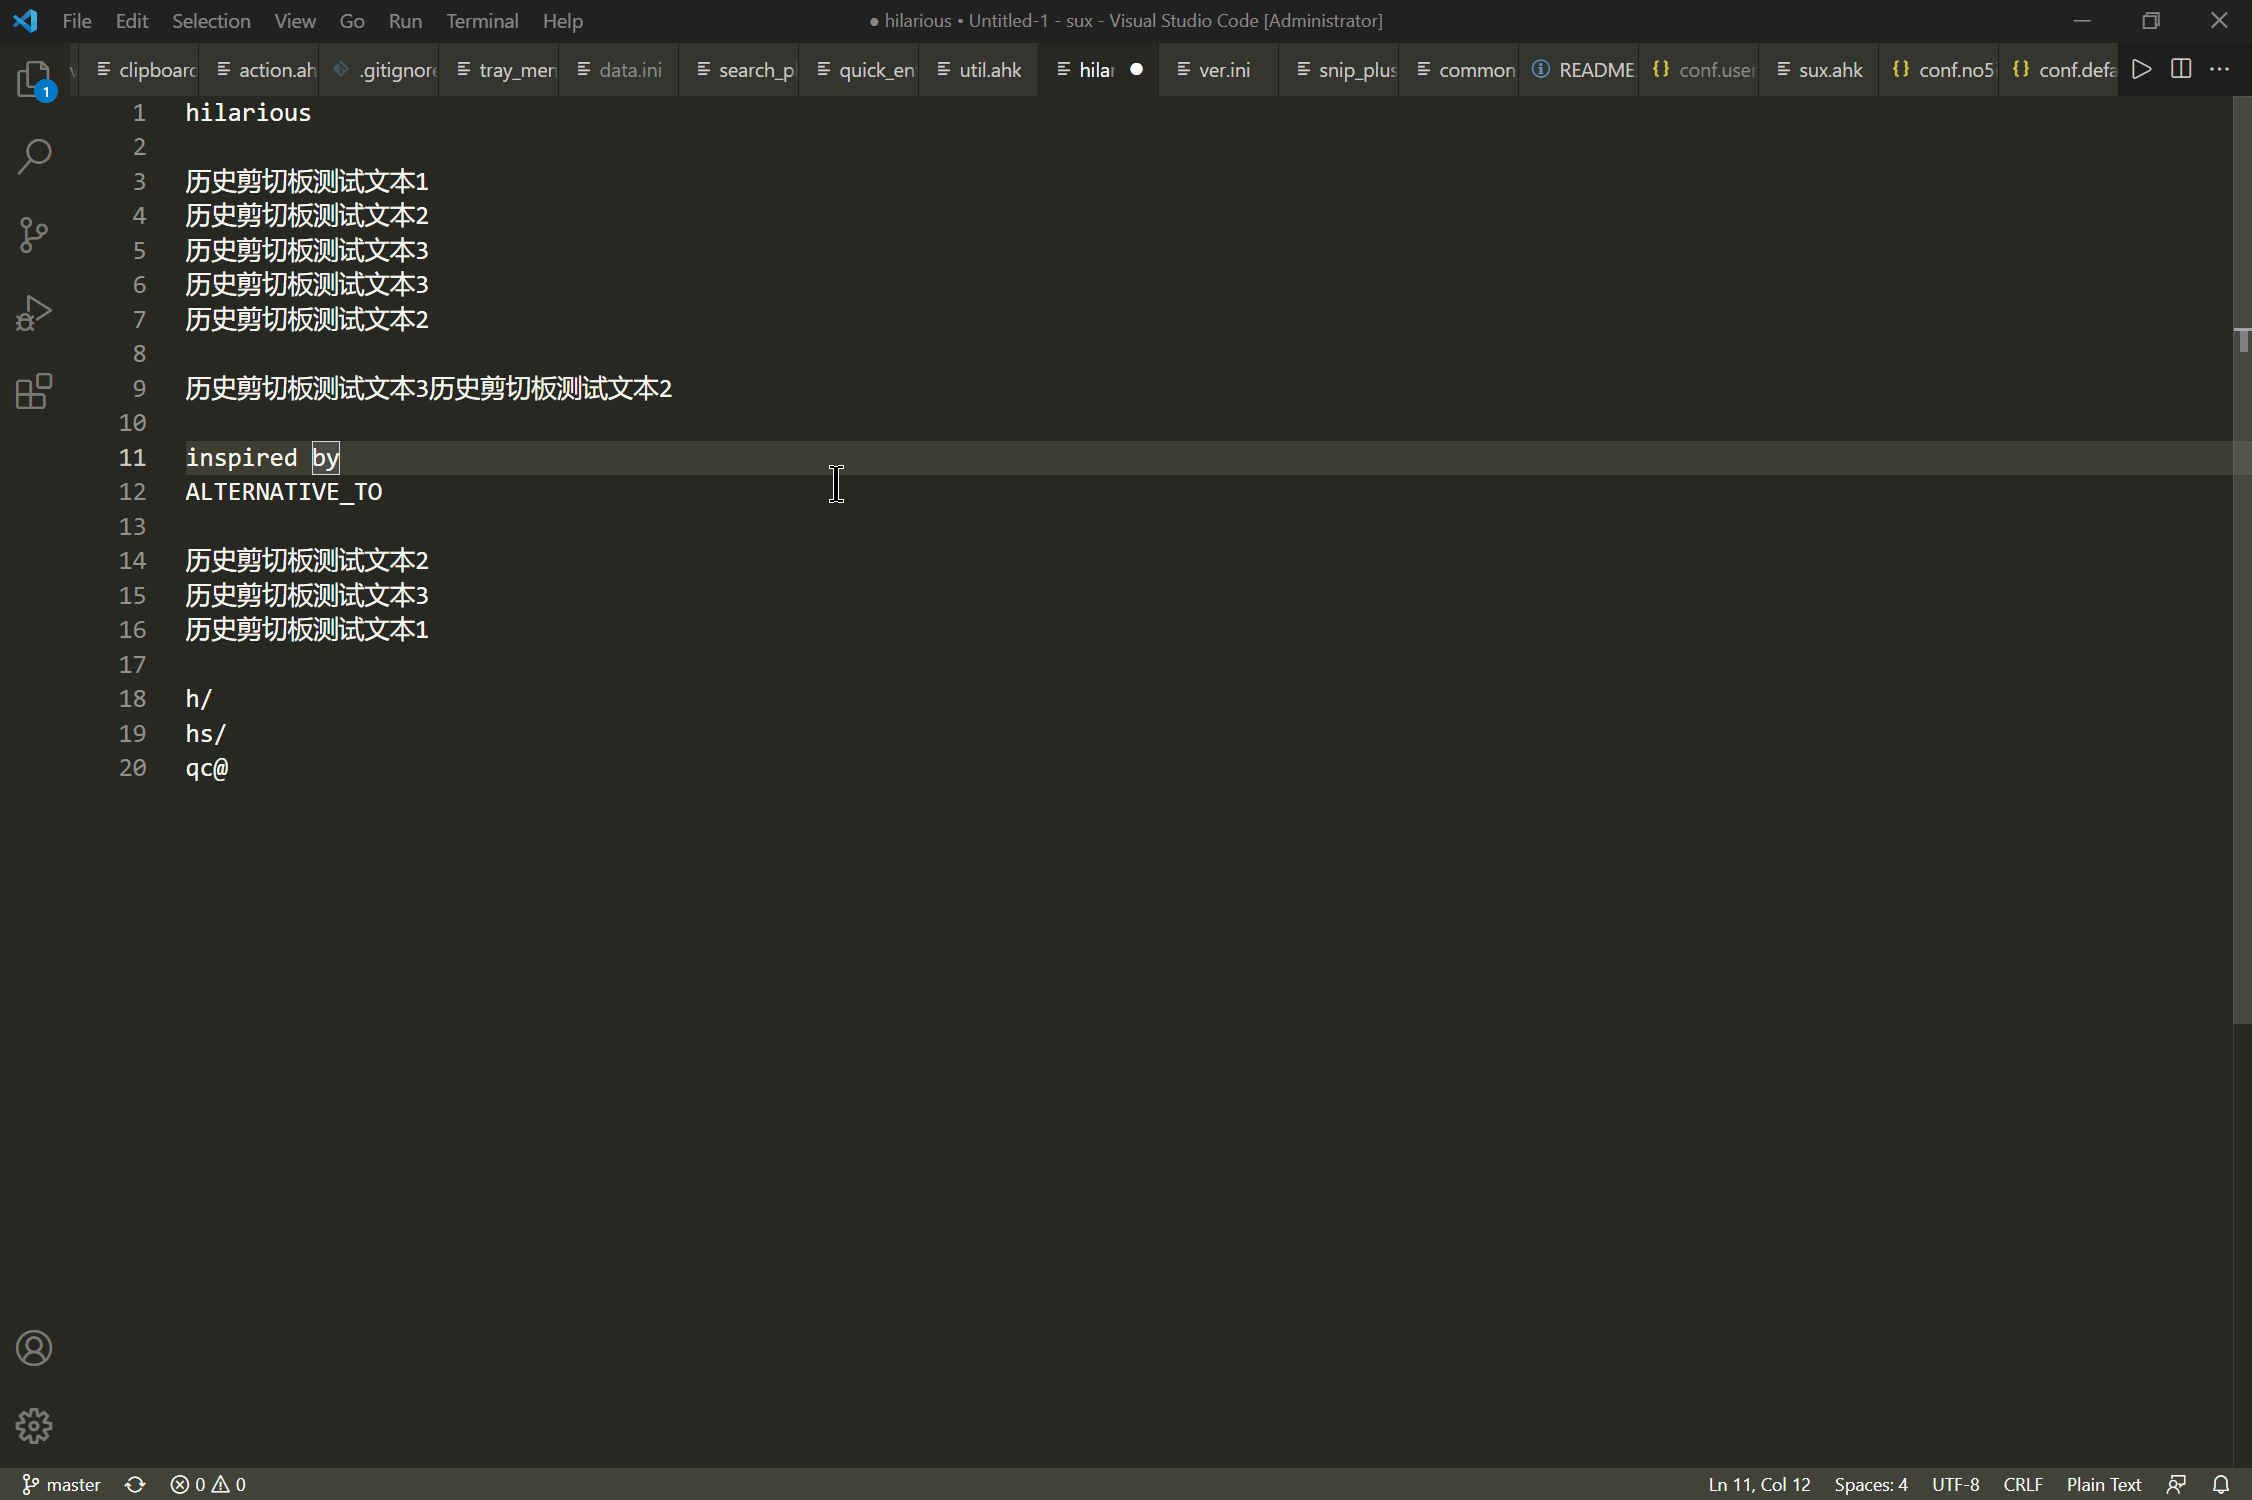 File Edit Selection View Go Run Terminal Help ● hilarious • Untitled-1 - sux - Visual Studio Code [Administrator]
clipboard action.ah .gitignore tray_men data.ini search_p quick_en util.ahk hilar ver.ini snip_plus common README conf.user sux.ahk conf.no5 conf.defa
1
1 hilarious
2
3 历史剪切板测试文本1
4 历史剪切板测试文本2
5 历史剪切板测试文本3
6 历史剪切板测试文本3
7 历史剪切板测试文本2
8
9 历史剪切板测试文本3历史剪切板测试文本2
10
11 inspired by
12 ALTERNATIVE_TO
13
14 历史剪切板测试文本2
15 历史剪切板测试文本3
16 历史剪切板测试文本1
17
18 h/
19 hs/
20 qc@
master 0 0 Ln 11, Col 12 Spaces: 4 UTF-8 CRLF Plain Text